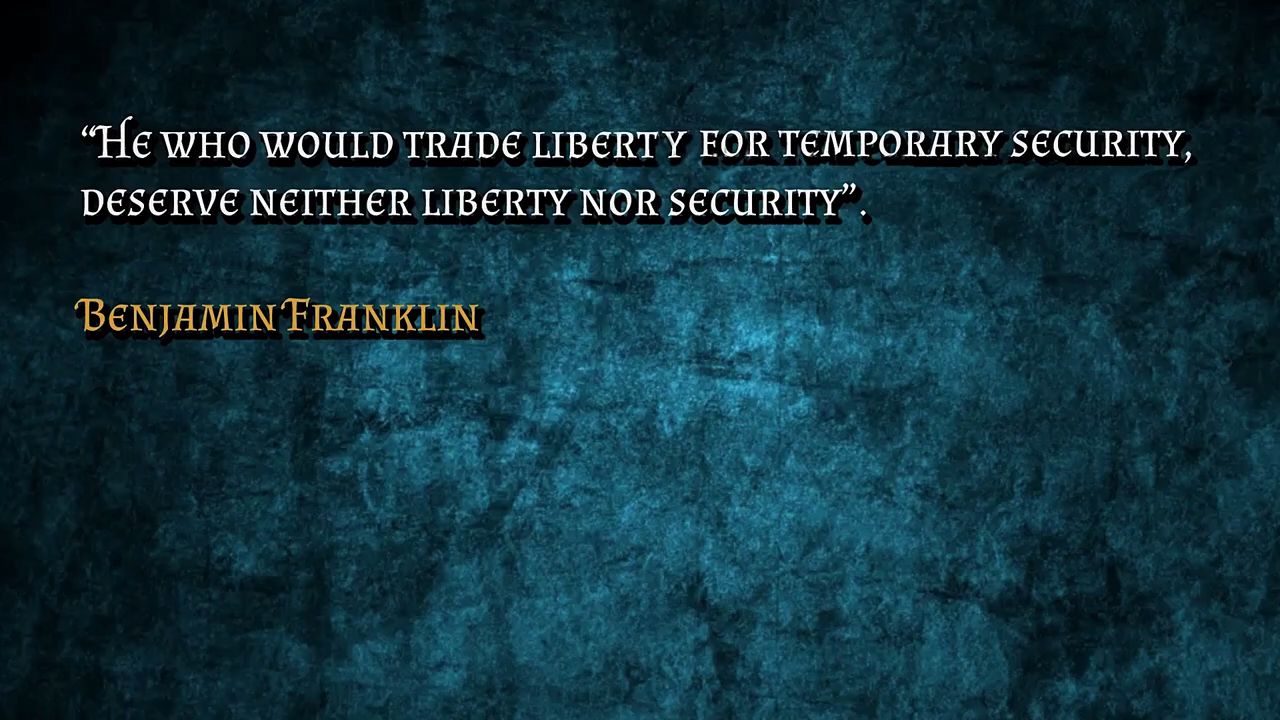 “He who would trade liberty for temporary security,
deserve neither liberty nor security”.
Benjamin Franklin